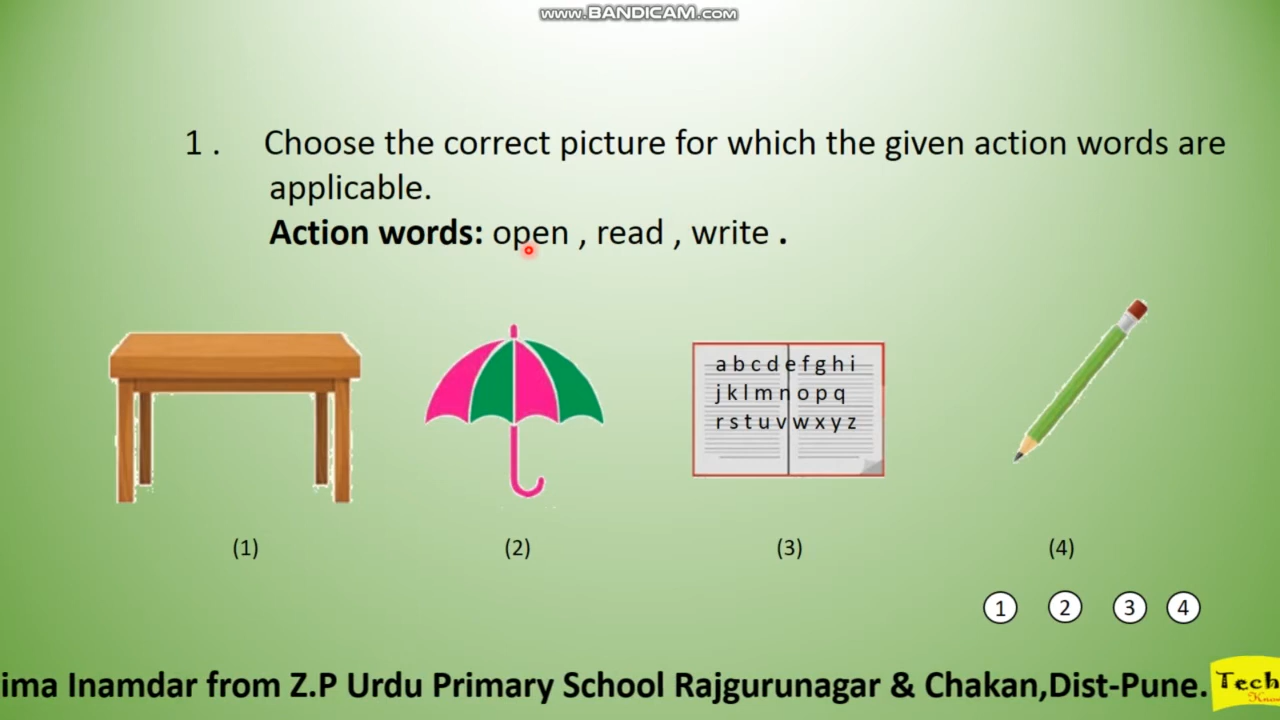 www.BANDICAM.com
1 . Choose the correct picture for which the given action words are
applicable.
Action words: open , read , write .
a b c d e f g h i
j k l m n o p q
r s t u v w x y z
(1) (2) (3) (4)
1 2 3 4
ima Inamdar from Z.P Urdu Primary School Rajgurunagar & Chakan,Dist-Pune.
Tech
Know